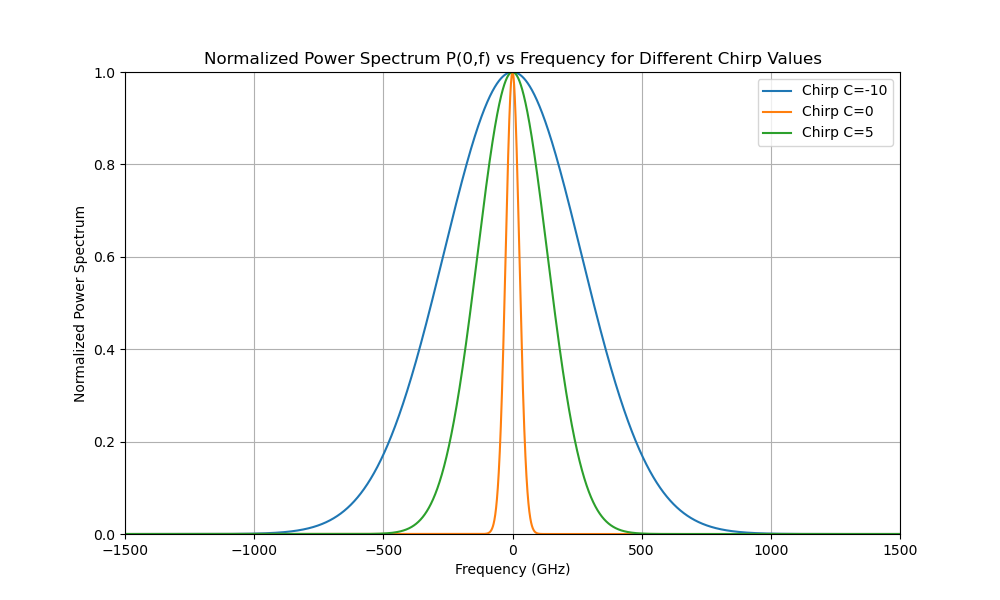 Normalized Power Spectrum P(0,f) vs Frequency for Different Chirp Values
Chirp C=-10
Chirp C=0
Chirp C=5
Normalized Power Spectrum
1.0
0.8
0.6
0.4
0.2
0.0
−1500
−1000
−500
0
500
1000
1500
Frequency (GHz)